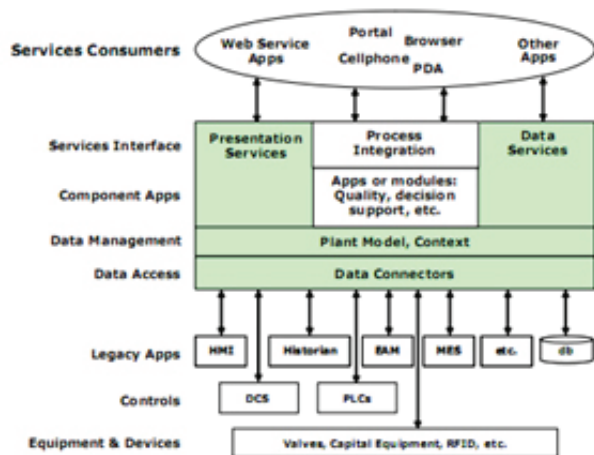 Services Consumers
Web Service
Apps
Portal
Cellphone
Browser
PDA
Other
Apps
Services Interface
Presentation
Services
Process
Integration
Data
Services
Component Apps
Apps or modules:
Quality, decision
support, etc.
Data Management
Plant Model, Context
Data Access
Data Connectors
Legacy Apps
HMI
Historian
EAM
MES
etc.
db
Controls
DCS
PLCs
Equipment & Devices
Valves, Capital Equipment, RFID, etc.